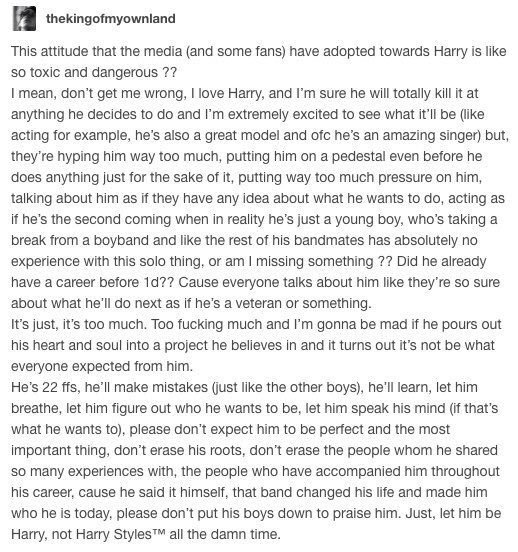 thekingofmyownland
This attitude that the media (and some fans) have adopted towards Harry is like
so toxic and dangerous ??
I mean, don't get me wrong, I love Harry, and I'm sure he will totally kill it at
anything he decides to do and I'm extremely excited to see what it'll be (like
acting for example, he's also a great model and ofc he's an amazing singer) but,
they're hyping him way too much, putting him on a pedestal even before he
does anything just for the sake of it, putting way too much pressure on him,
talking about him as if they have any idea about what he wants to do, acting as
if he's the second coming when in reality he's just a young boy, who's taking a
break from a boyband and like the rest of his bandmates has absolutely no
experience with this solo thing, or am I missing something ?? Did he already
have a career before 1d?? Cause everyone talks about him like they're so sure
about what he'll do next as if he's a veteran or something.
It's just, it's too much. Too fucking much and I'm gonna be mad if he pours out
his heart and soul into a project he believes in and it turns out it's not be what
everyone expected from him.
He's 22 ffs, he'll make mistakes (just like the other boys), he'll learn, let him
breathe, let him figure out who he wants to be, let him speak his mind (if that's
what he wants to), please don't expect him to be perfect and the most
important thing, don't erase his roots, don't erase the people whom he shared
so many experiences with, the people who have accompanied him throughout
his career, cause he said it himself, that band changed his life and made him
who he is today, please don't put his boys down to praise him. Just, let him be
Harry, not Harry Styles™ all the damn time.